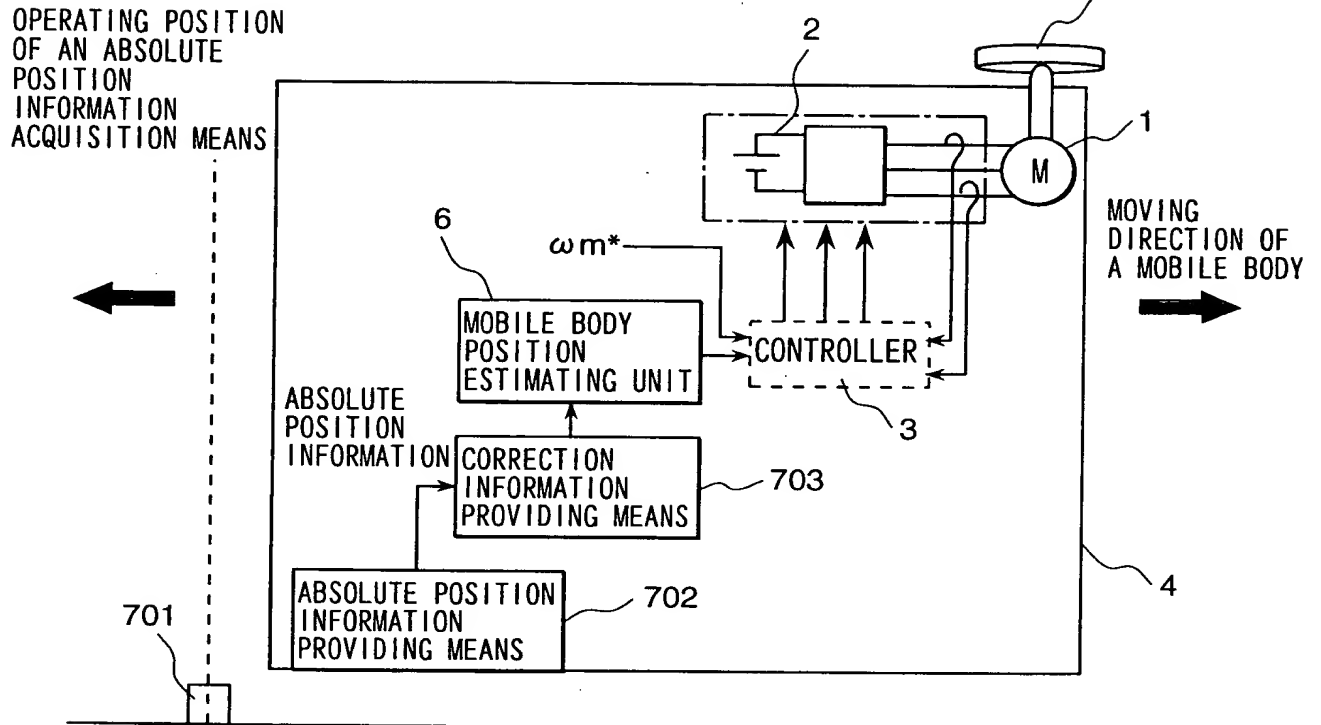 OPERATING POSITION
OF AN ABSOLUTE
POSITION
INFORMATION
ACQUISITION MEANS
2
1
M
MOVING
DIRECTION OF
A MOBILE BODY
6
ωm*
MOBILE BODY
POSITION
ESTIMATING UNIT
CONTROLLER
3
ABSOLUTE
POSITION
INFORMATION
CORRECTION
INFORMATION
PROVIDING MEANS
703
4
ABSOLUTE POSITION
INFORMATION
PROVIDING MEANS
702
701